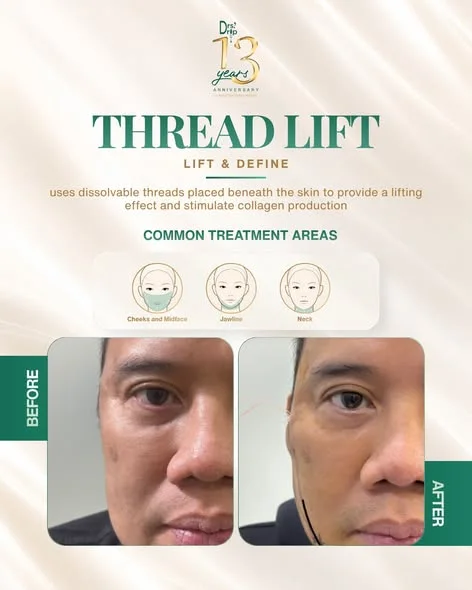 Drs.'
Drip
13
years
ANNIVERSARY
THREAD LIFT
LIFT & DEFINE
uses dissolvable threads placed beneath the skin to provide a lifting
effect and stimulate collagen production
COMMON TREATMENT AREAS
Cheeks and Midface
Jawline
Neck
BEFORE
AFTER